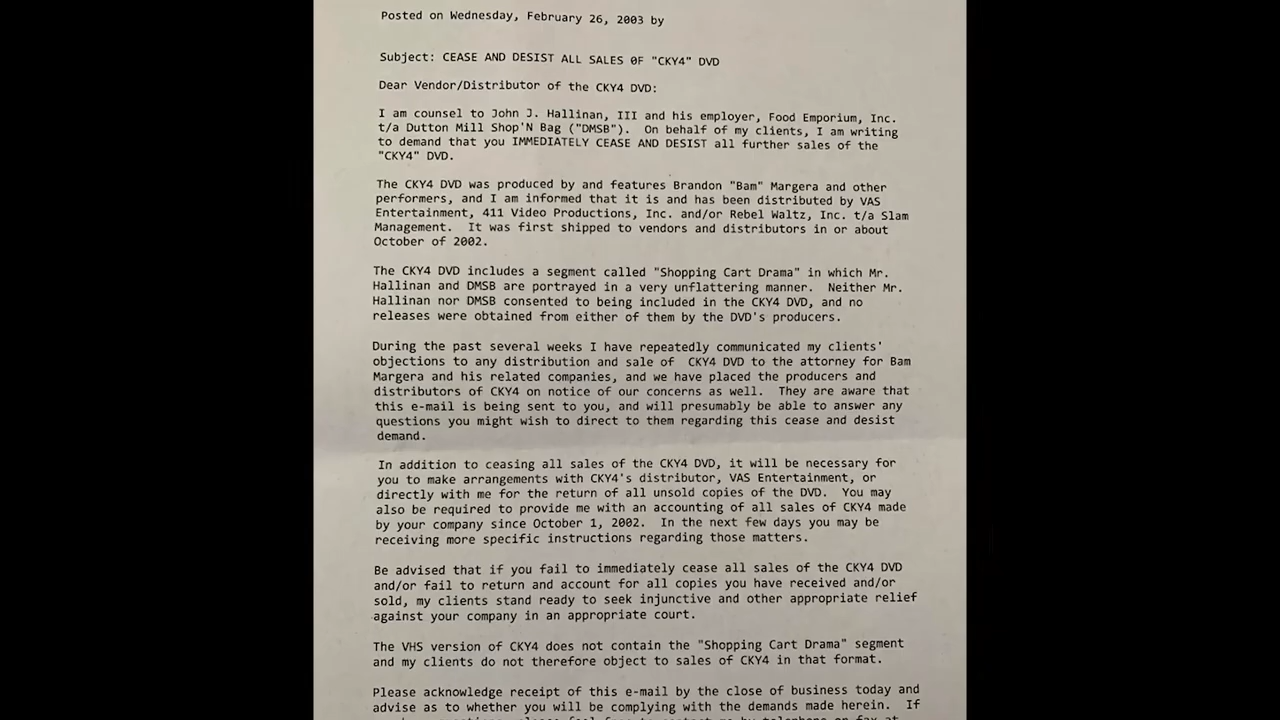 Posted on Wednesday, February 26, 2003 by
Subject: CEASE AND DESIST ALL SALES OF "CKY4" DVD
Dear Vendor/Distributor of the CKY4 DVD:
I am counsel to John J. Hallinan, III and his employer, Food Emporium, Inc.
t/a Dutton Mill Shop'N Bag ("DMSB"). On behalf of my clients, I am writing
to demand that you IMMEDIATELY CEASE AND DESIST all further sales of the
"CKY4" DVD.
The CKY4 DVD was produced by and features Brandon "Bam" Margera and other
performers, and I am informed that it is and has been distributed by VAS
Entertainment, 411 Video Productions, Inc. and/or Rebel Waltz, Inc. t/a Slam
Management. It was first shipped to vendors and distributors in or about
October of 2002.
The CKY4 DVD includes a segment called "Shopping Cart Drama" in which Mr.
Hallinan and DMSB are portrayed in a very unflattering manner. Neither Mr.
Hallinan nor DMSB consented to being included in the CKY4 DVD, and no
releases were obtained from either of them by the DVD's producers.
During the past several weeks I have repeatedly communicated my clients'
objections to any distribution and sale of CKY4 DVD to the attorney for Bam
Margera and his related companies, and we have placed the producers and
distributors of CKY4 on notice of our concerns as well. They are aware that
this e-mail is being sent to you, and will presumably be able to answer any
questions you might wish to direct to them regarding this cease and desist
demand.
In addition to ceasing all sales of the CKY4 DVD, it will be necessary for
you to make arrangements with CKY4's distributor, VAS Entertainment, or
directly with me for the return of all unsold copies of the DVD. You may
also be required to provide me with an accounting of all sales of CKY4 made
by your company since October 1, 2002. In the next few days you may be
receiving more specific instructions regarding those matters.
Be advised that if you fail to immediately cease all sales of the CKY4 DVD
and/or fail to return and account for all copies you have received and/or
sold, my clients stand ready to seek injunctive and other appropriate relief
against your company in an appropriate court.
The VHS version of CKY4 does not contain the "Shopping Cart Drama" segment
and my clients do not therefore object to sales of CKY4 in that format.
Please acknowledge receipt of this e-mail by the close of business today and
advise as to whether you will be complying with the demands made herein. If